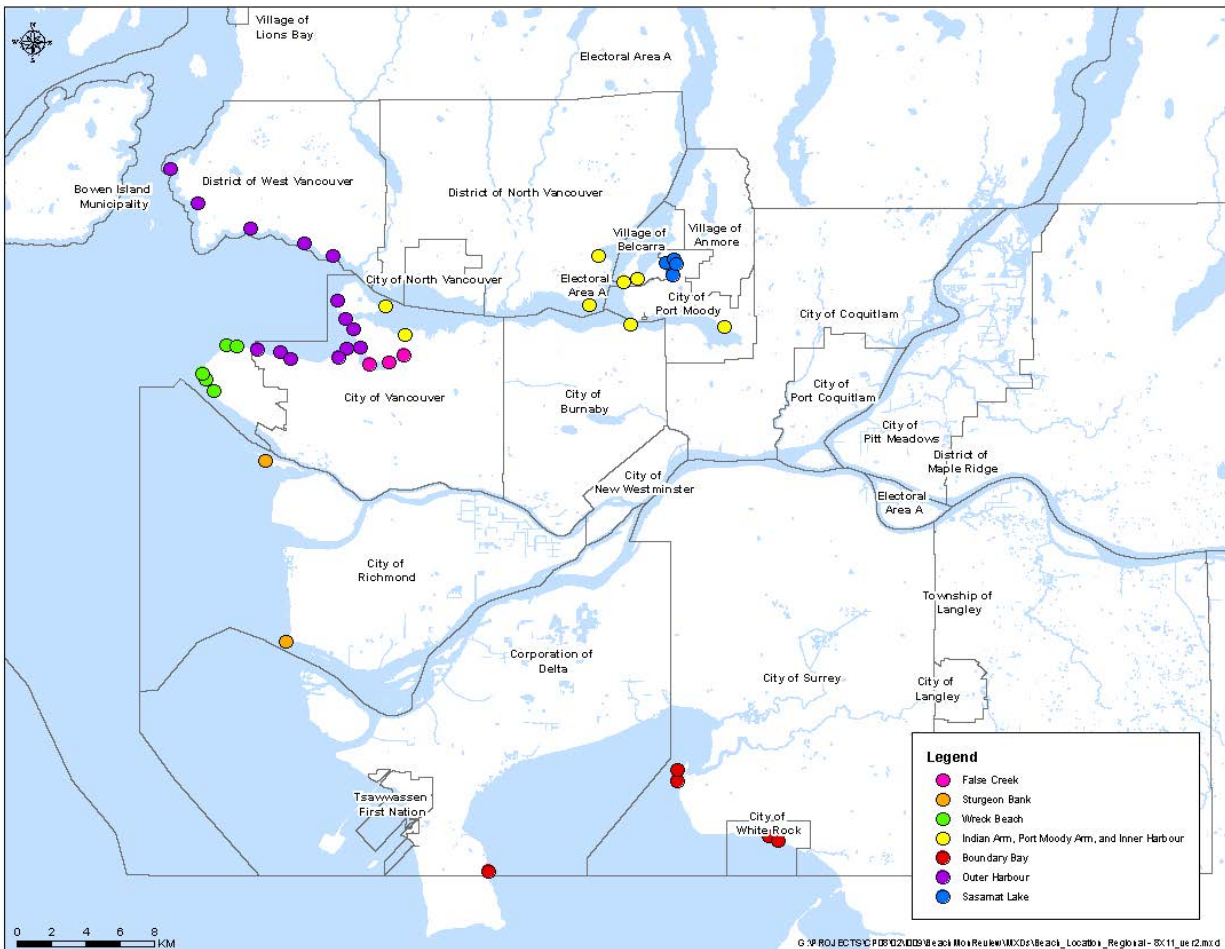 Village of
Lions Bay
Electoral Area A
N
W
E
S
Bowen Island
Municipality
District of West Vancouver
District of North Vancouver
Village of
Belcarra
Village of
Anmore
City of North Vancouver
Electoral
Area A
City of
Port Moody
City of Coquitlam
City of Vancouver
City of
Burnaby
City of
Port Coquitlam
City of
Pitt Meadows
District of
Maple Ridge
City of
New Westminster
Electoral
Area A
City of
Richmond
Township of
Langley
Corporation of
Delta
City of Surrey
City of
Langley
Tsawwassen
First Nation
City of
White Rock
Legend
False Creek
Sturgeon Bank
Wreck Beach
Indian Arm, Port Moody Arm, and Inner Harbour
Boundary Bay
Outer Harbour
Sasamat Lake
0 2 4 6 8
KM